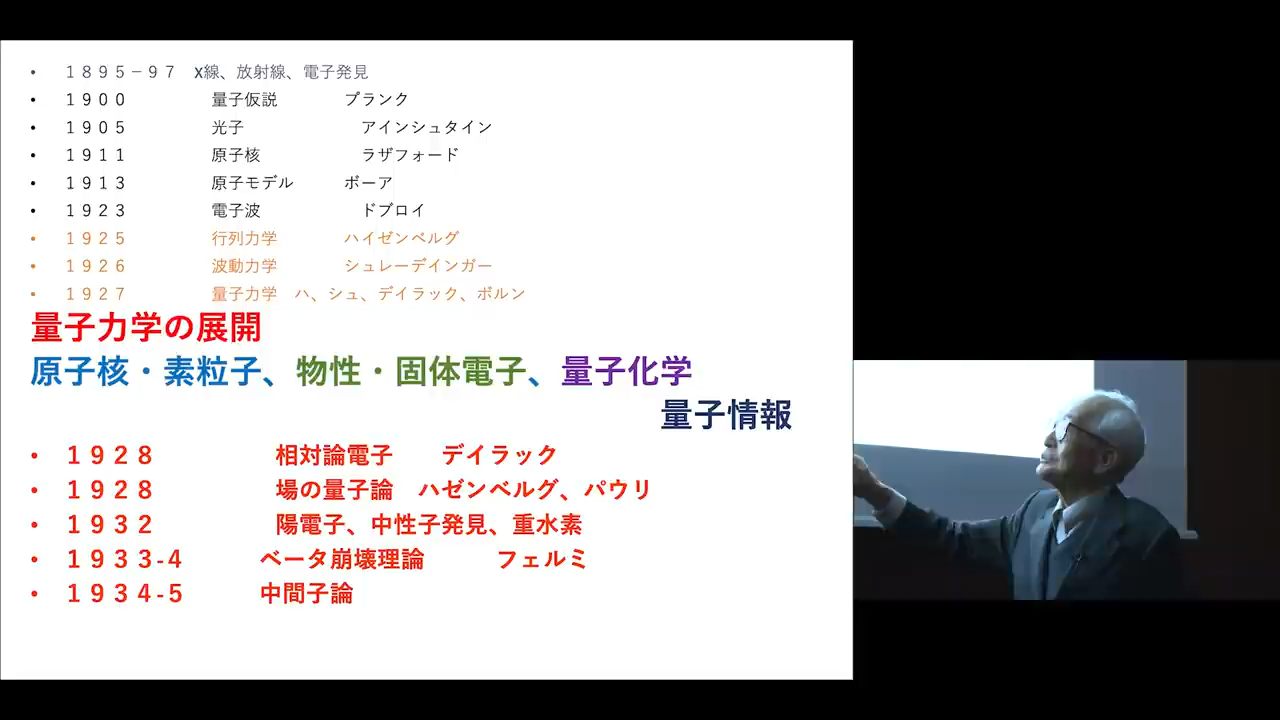 • １８９５－９７　X線、放射線、電子発見
• １９００　量子仮説　プランク
• １９０５　光子　アインシュタイン
• １９１１　原子核　ラザフォード
• １９１３　原子モデル　ボーア
• １９２３　電子波　ドブロイ
• １９２５　行列力学　ハイゼンベルグ
• １９２６　波動力学　シュレーデインガー
• １９２７　量子力学　ハ、シュ、デイラック、ボルン
量子力学の展開
原子核・素粒子、物性・固体電子、量子化学
量子情報
• １９２８　相対論電子　デイラック
• １９２８　場の量子論　ハゼンベルグ、パウリ
• １９３２　陽電子、中性子発見、重水素
• １９３３-４　ベータ崩壊理論　フェルミ
• １９３４-５　中間子論